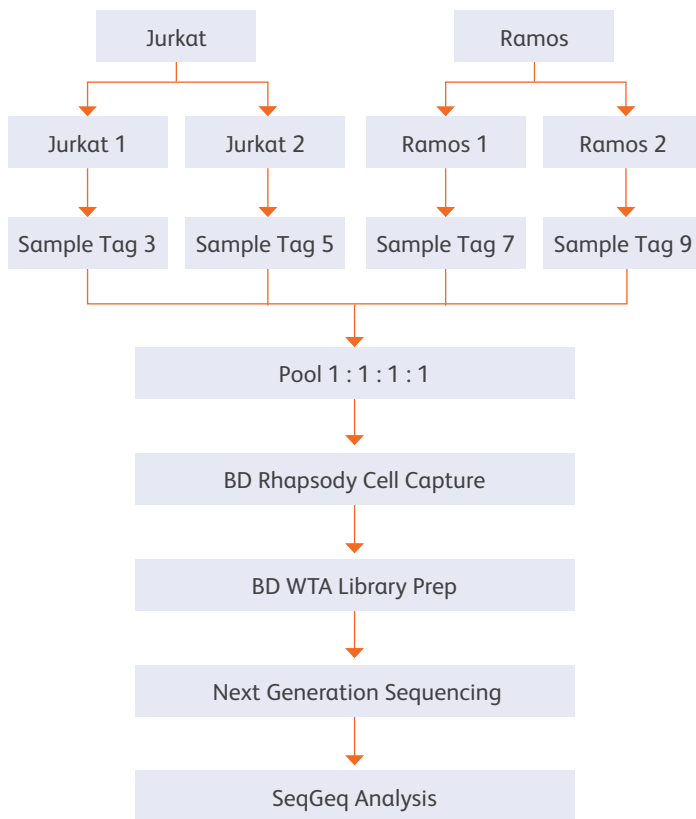 Jurkat
Ramos
Jurkat 1
Jurkat 2
Ramos 1
Ramos 2
Sample Tag 3
Sample Tag 5
Sample Tag 7
Sample Tag 9
Pool 1 : 1 : 1 : 1
BD Rhapsody Cell Capture
BD WTA Library Prep
Next Generation Sequencing
SeqGeq Analysis